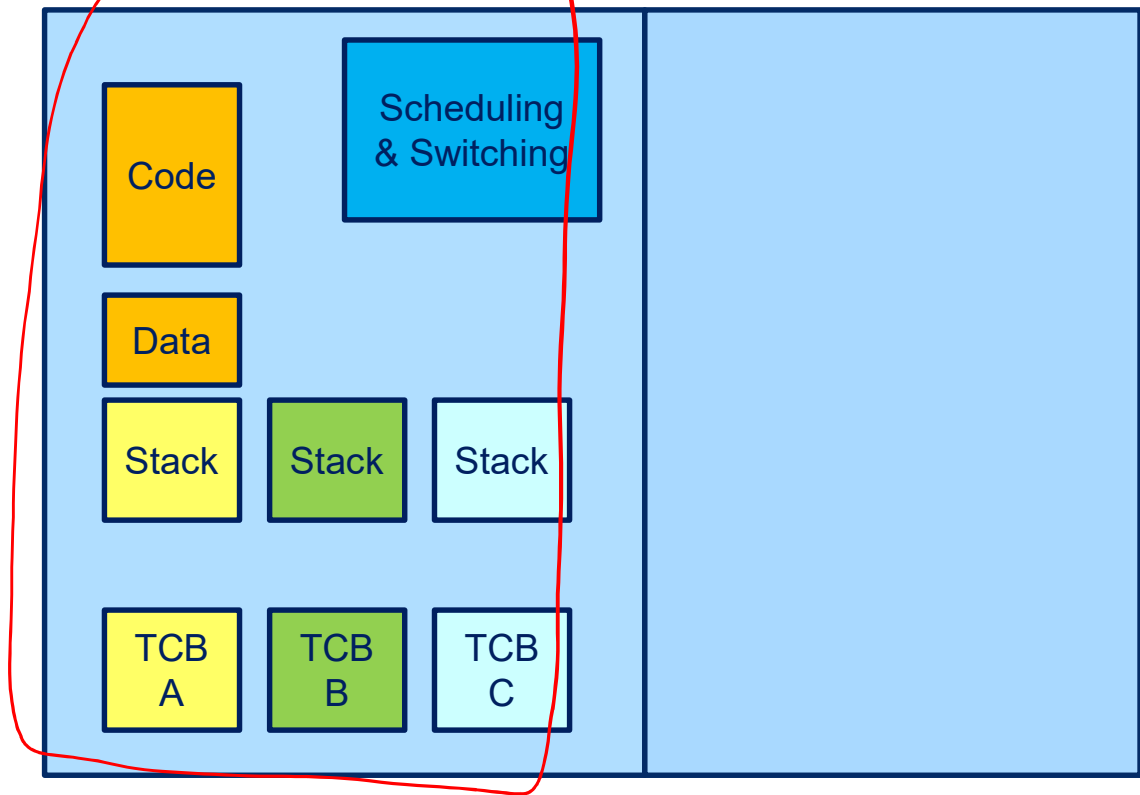 Scheduling
& Switching
Code
Data
Stack
Stack
Stack
TCB
A
TCB
B
TCB
C